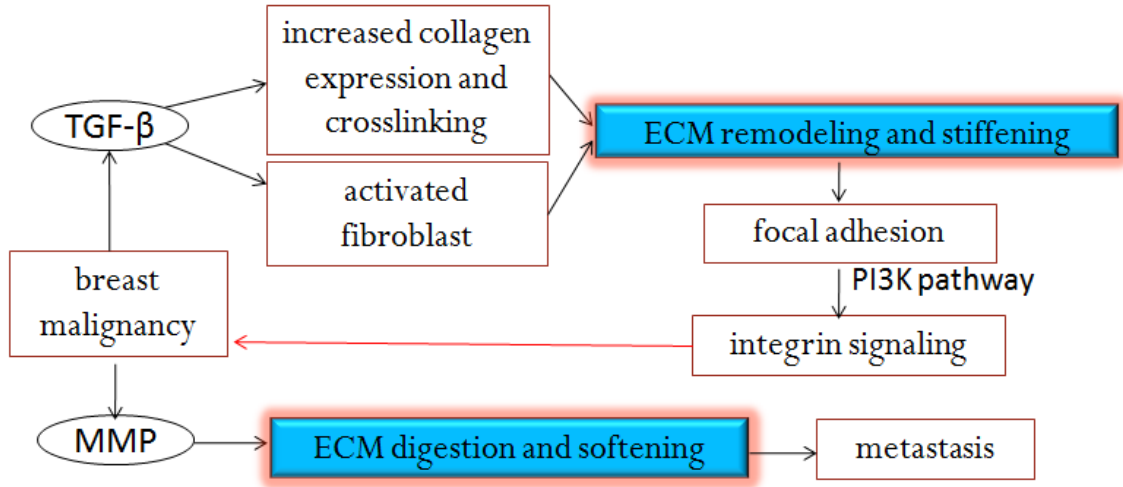 increased collagen
expression and
crosslinking
TGF-β
ECM remodeling and stiffening
activated
fibroblast
focal adhesion
PI3K pathway
breast
malignancy
integrin signaling
MMP
ECM digestion and softening
metastasis